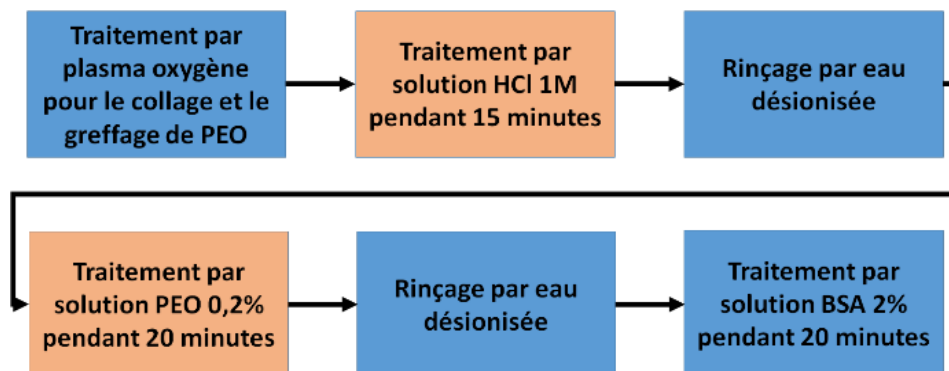 Traitement par
plasma oxygène
pour le collage et le
greffage de PEO
Traitement par
solution HCl 1M
pendant 15 minutes
Rinçage par eau
désionisée
Traitement par
solution PEO 0,2%
pendant 20 minutes
Rinçage par eau
désionisée
Traitement par
solution BSA 2%
pendant 20 minutes